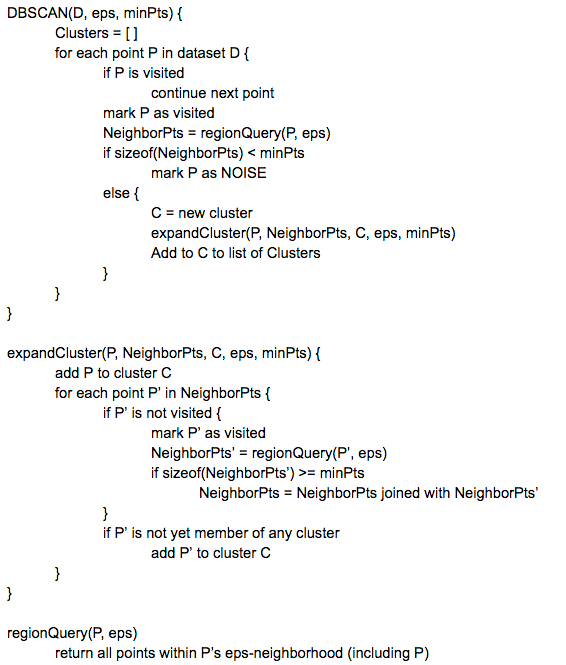 DBSCAN(D, eps, minPts) {
Clusters = [ ]
for each point P in dataset D {
if P is visited
continue next point
mark P as visited
NeighborPts = regionQuery(P, eps)
if sizeof(NeighborPts) < minPts
mark P as NOISE
else {
C = new cluster
expandCluster(P, NeighborPts, C, eps, minPts)
Add to C to list of Clusters
}
}
}
expandCluster(P, NeighborPts, C, eps, minPts) {
add P to cluster C
for each point P’ in NeighborPts {
if P’ is not visited {
mark P’ as visited
NeighborPts’ = regionQuery(P’, eps)
if sizeof(NeighborPts’) >= minPts
NeighborPts = NeighborPts joined with NeighborPts’
}
if P’ is not yet member of any cluster
add P’ to cluster C
}
}
regionQuery(P, eps)
return all points within P’s eps-neighborhood (including P)